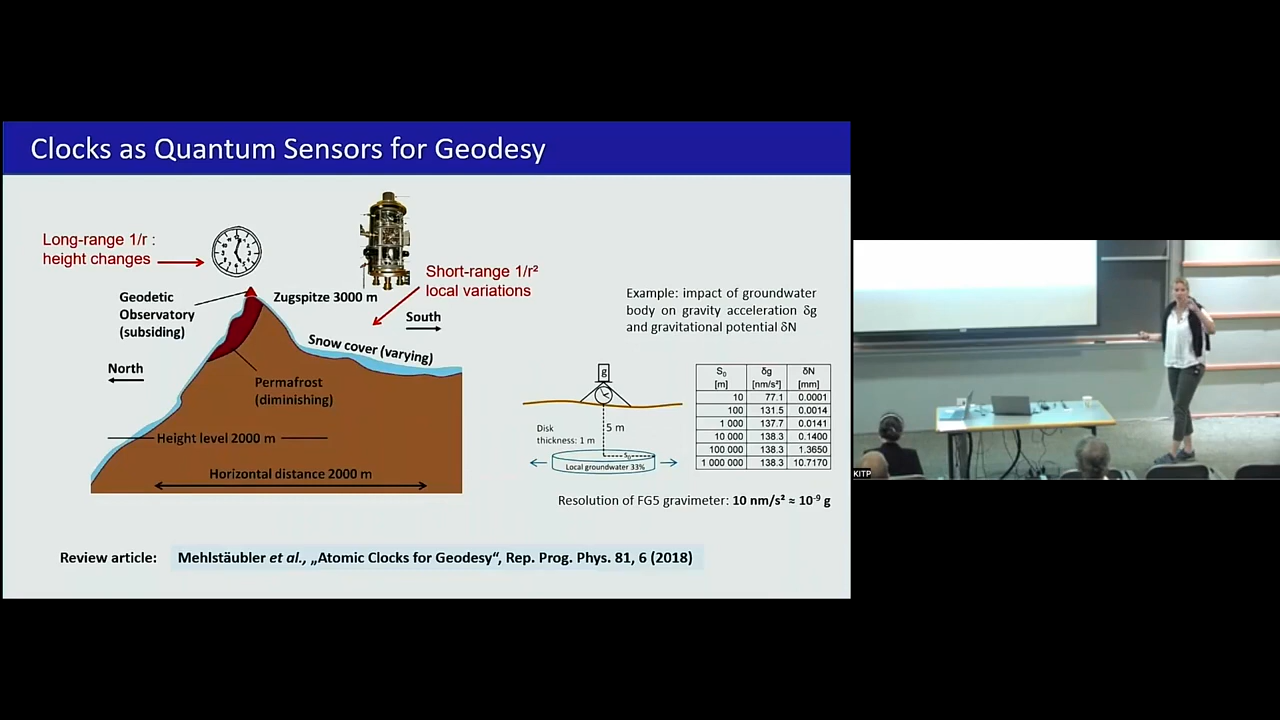 Clocks as Quantum Sensors for Geodesy
Long-range 1/r :
height changes
Geodetic
Observatory
(subsiding)
Zugspitze 3000 m
Short-range 1/r²
local variations
South
Snow cover (varying)
North
Permafrost
(diminishing)
Height level 2000 m
Horizontal distance 2000 m
Example: impact of groundwater
body on gravity acceleration δg
and gravitational potential δN
g
5 m
Disk
thickness: 1 m
S₀
Local groundwater 33%
S₀ δg δN
[m] [nm/s²] [mm]
10 77.1 0.0001
100 131.5 0.0014
1 000 137.7 0.0141
10 000 138.3 0.1400
100 000 138.3 1.3650
1 000 000 138.3 10.7170
Resolution of FG5 gravimeter: 10 nm/s² ≈ 10⁻⁹ g
Review article: Mehlstäubler et al., „Atomic Clocks for Geodesy“, Rep. Prog. Phys. 81, 6 (2018)
KITP